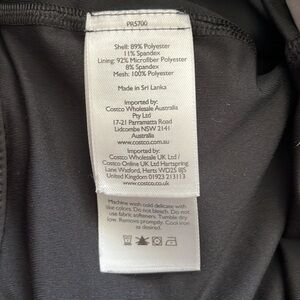 PR5700
Shell: 89% Polyester
11% Spandex
Lining: 92% Microfiber Polyester
8% Spandex
Mesh: 100% Polyester
Made in Sri Lanka
Imported by:
Costco Wholesale Australia
Pty Ltd
17-21 Parramatta Road
Lidcombe NSW 2141
Australia
www.costco.com.au
Imported by:
Costco Wholesale UK Ltd /
Costco Online UK Ltd Hartspring
Lane Watford, Herts WD25 8JS
United Kingdom 01923 213113
www.costco.co.uk
Machine wash cold delicate with
like colors. Do not bleach. Do not
use fabric softeners. Tumble dry
low. Remove promptly. Cool iron
as desired.